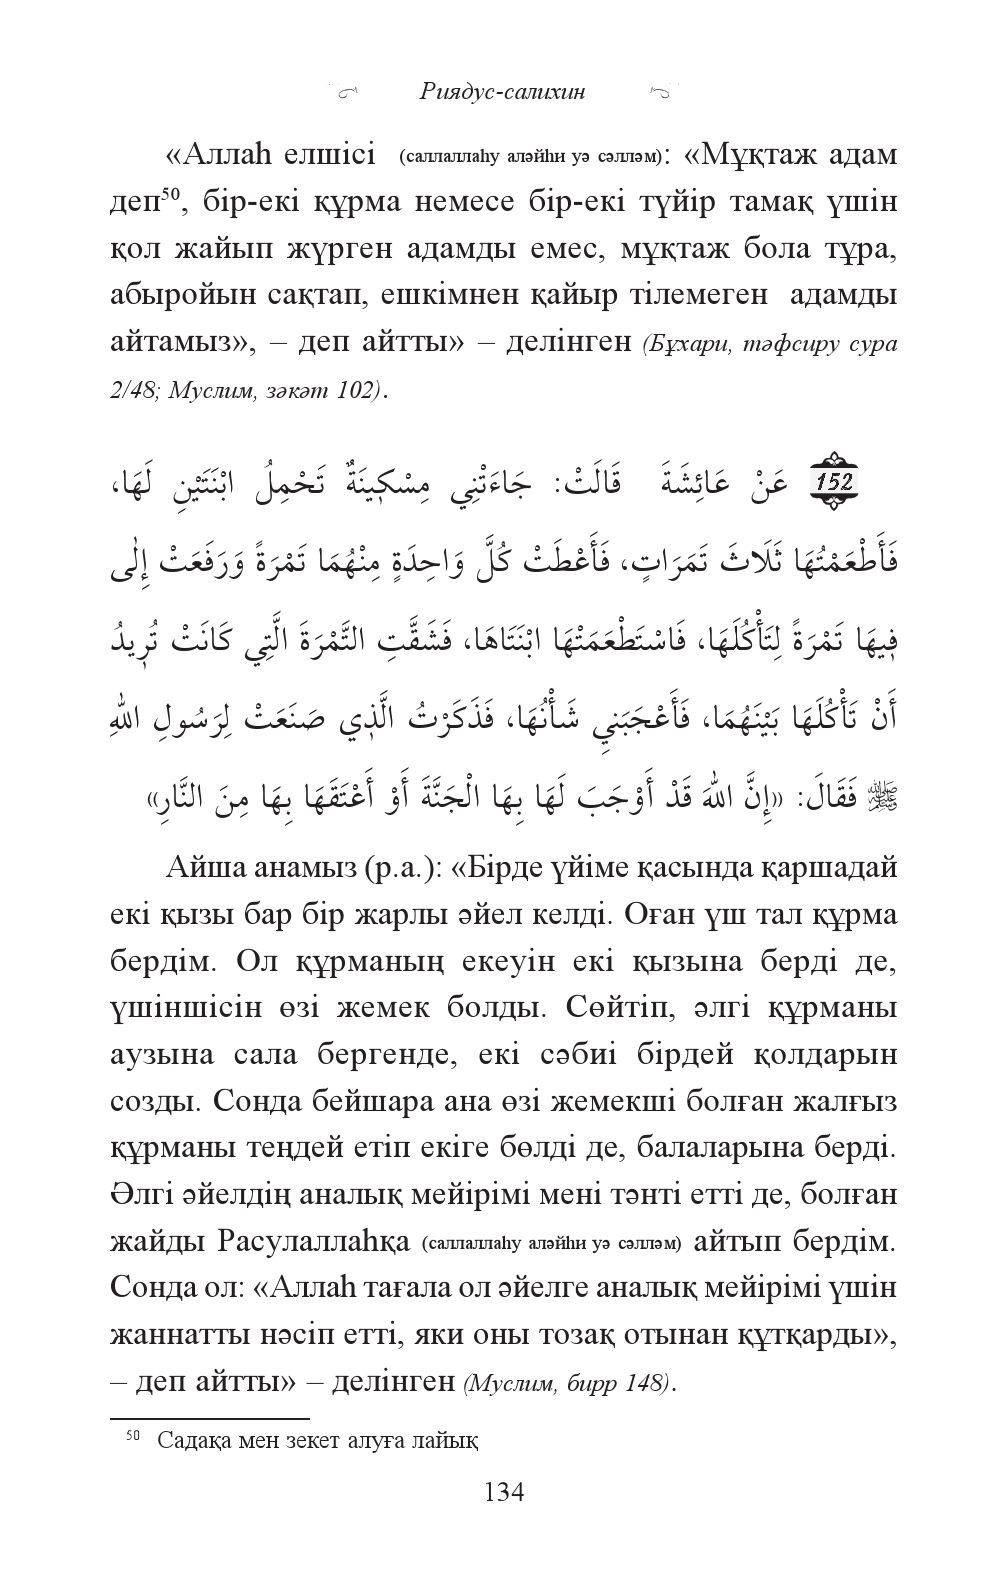 Риядус-салихин
«Аллаһ елшісі (саллаллаһу аләйһи уә сәлләм): «Мұқтаж адам
деп50, бір-екі құрма немесе бір-екі түйір тамақ үшін
қол жайып жүрген адамды емес, мұқтаж бола тұра,
абыройын сақтап, ешкімнен қайыр тілемеген адамды
айтамыз», – деп айтты» – делінген (Бұхари, тәфсиру сура
2/48; Муслим, зәкәт 102).
152 عَنْ عَائِشَةَ قَالَتْ: جَاءَتْنِي مِسْكِينَةٌ تَحْمِلُ ابْنَتَيْنِ لَهَا،
فَأَطْعَمْتُهَا ثَلَاثَ تَمَرَاتٍ، فَأَعْطَتْ كُلَّ وَاحِدَةٍ مِنْهُمَا تَمْرَةً وَرَفَعَتْ إِلٰى
فِيهَا تَمْرَةً لِتَأْكُلَهَا، فَاسْتَطْعَمَتْهَا ابْنَتَاهَا، فَشَقَّتِ التَّمْرَةَ الَّتِي كَانَتْ تُرِيدُ
أَنْ تَأْكُلَهَا بَيْنَهُمَا، فَأَعْجَبَنِي شَأْنُهَا، فَذَكَرْتُ الَّذِي صَنَعَتْ لِرَسُولِ اللهِ
ﷺ فَقَالَ: «إِنَّ اللهَ قَدْ أَوْجَبَ لَهَا بِهَا الْجَنَّةَ أَوْ أَعْتَقَهَا بِهَا مِنَ النَّارِ»
Айша анамыз (р.а.): «Бірде үйіме қасында қаршадай
екі қызы бар бір жарлы әйел келді. Оған үш тал құрма
бердім. Ол құрманың екеуін екі қызына берді де,
үшіншісін өзі жемек болды. Сөйтіп, әлгі құрманы
аузына сала бергенде, екі сәбиі бірдей қолдарын
созды. Сонда бейшара ана өзі жемекші болған жалғыз
құрманы теңдей етіп екіге бөлді де, балаларына берді.
Әлгі әйелдің аналық мейірімі мені тәнті етті де, болған
жайды Расулаллаһқа (саллаллаһу аләйһи уә сәлләм) айтып бердім.
Сонда ол: «Аллаһ тағала ол әйелге аналық мейірімі үшін
жаннатты нәсіп етті, яки оны тозақ отынан құтқарды»,
– деп айтты» – делінген (Муслим, бирр 148).
50 Садақа мен зекет алуға лайық
134